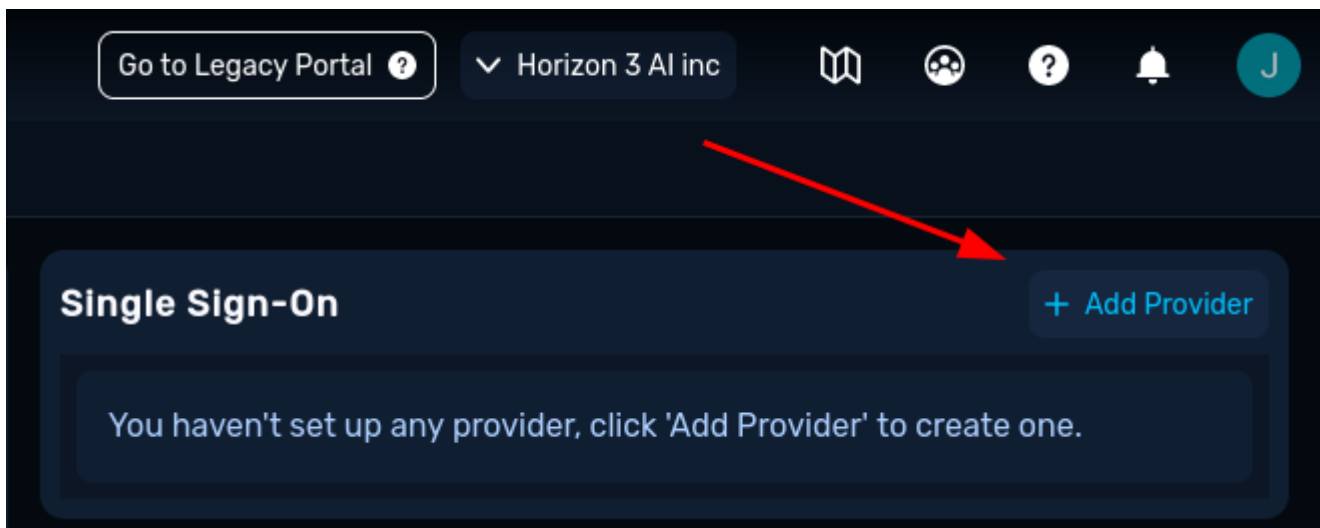 Go to Legacy Portal ?
Horizon 3 AI inc
?
J
Single Sign-On
+ Add Provider
You haven't set up any provider, click 'Add Provider' to create one.